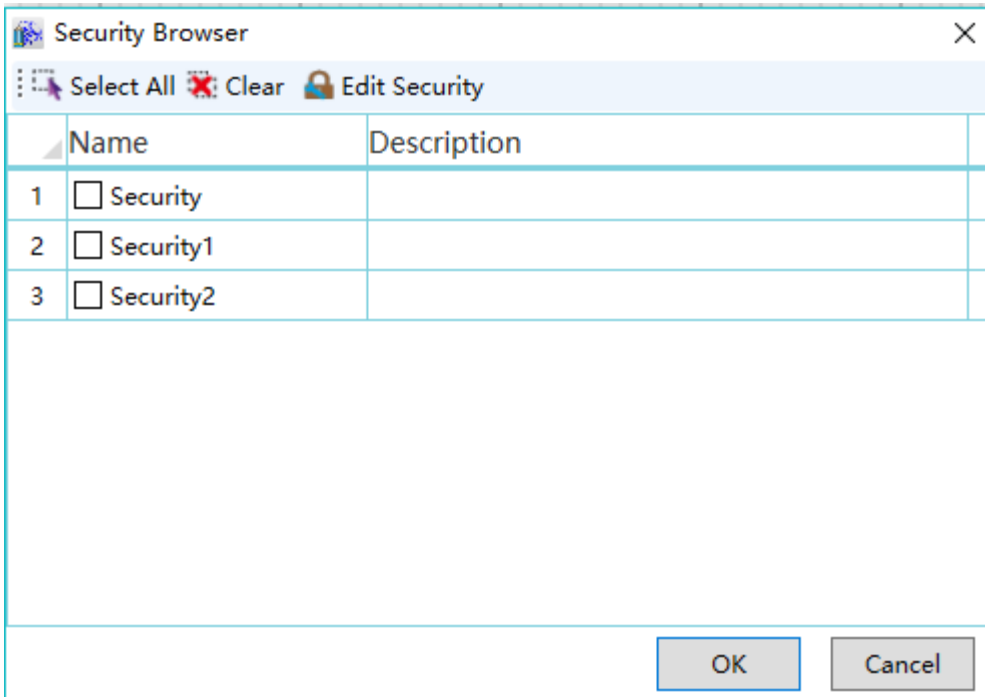 Security Browser
Select All Clear Edit Security
Name Description
1 Security
2 Security1
3 Security2
OK Cancel